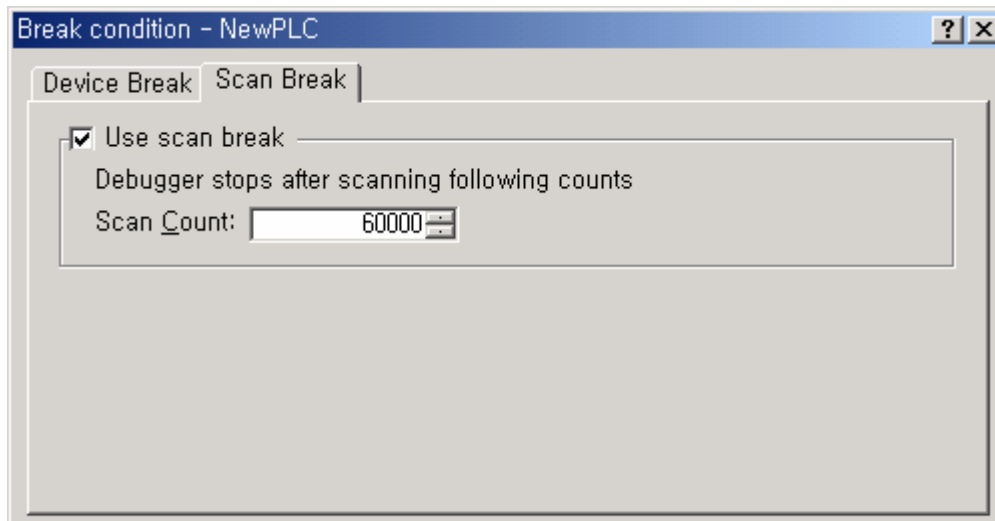 Break condition - NewPLC
Device Break Scan Break
Use scan break
Debugger stops after scanning following counts
Scan Count: 60000